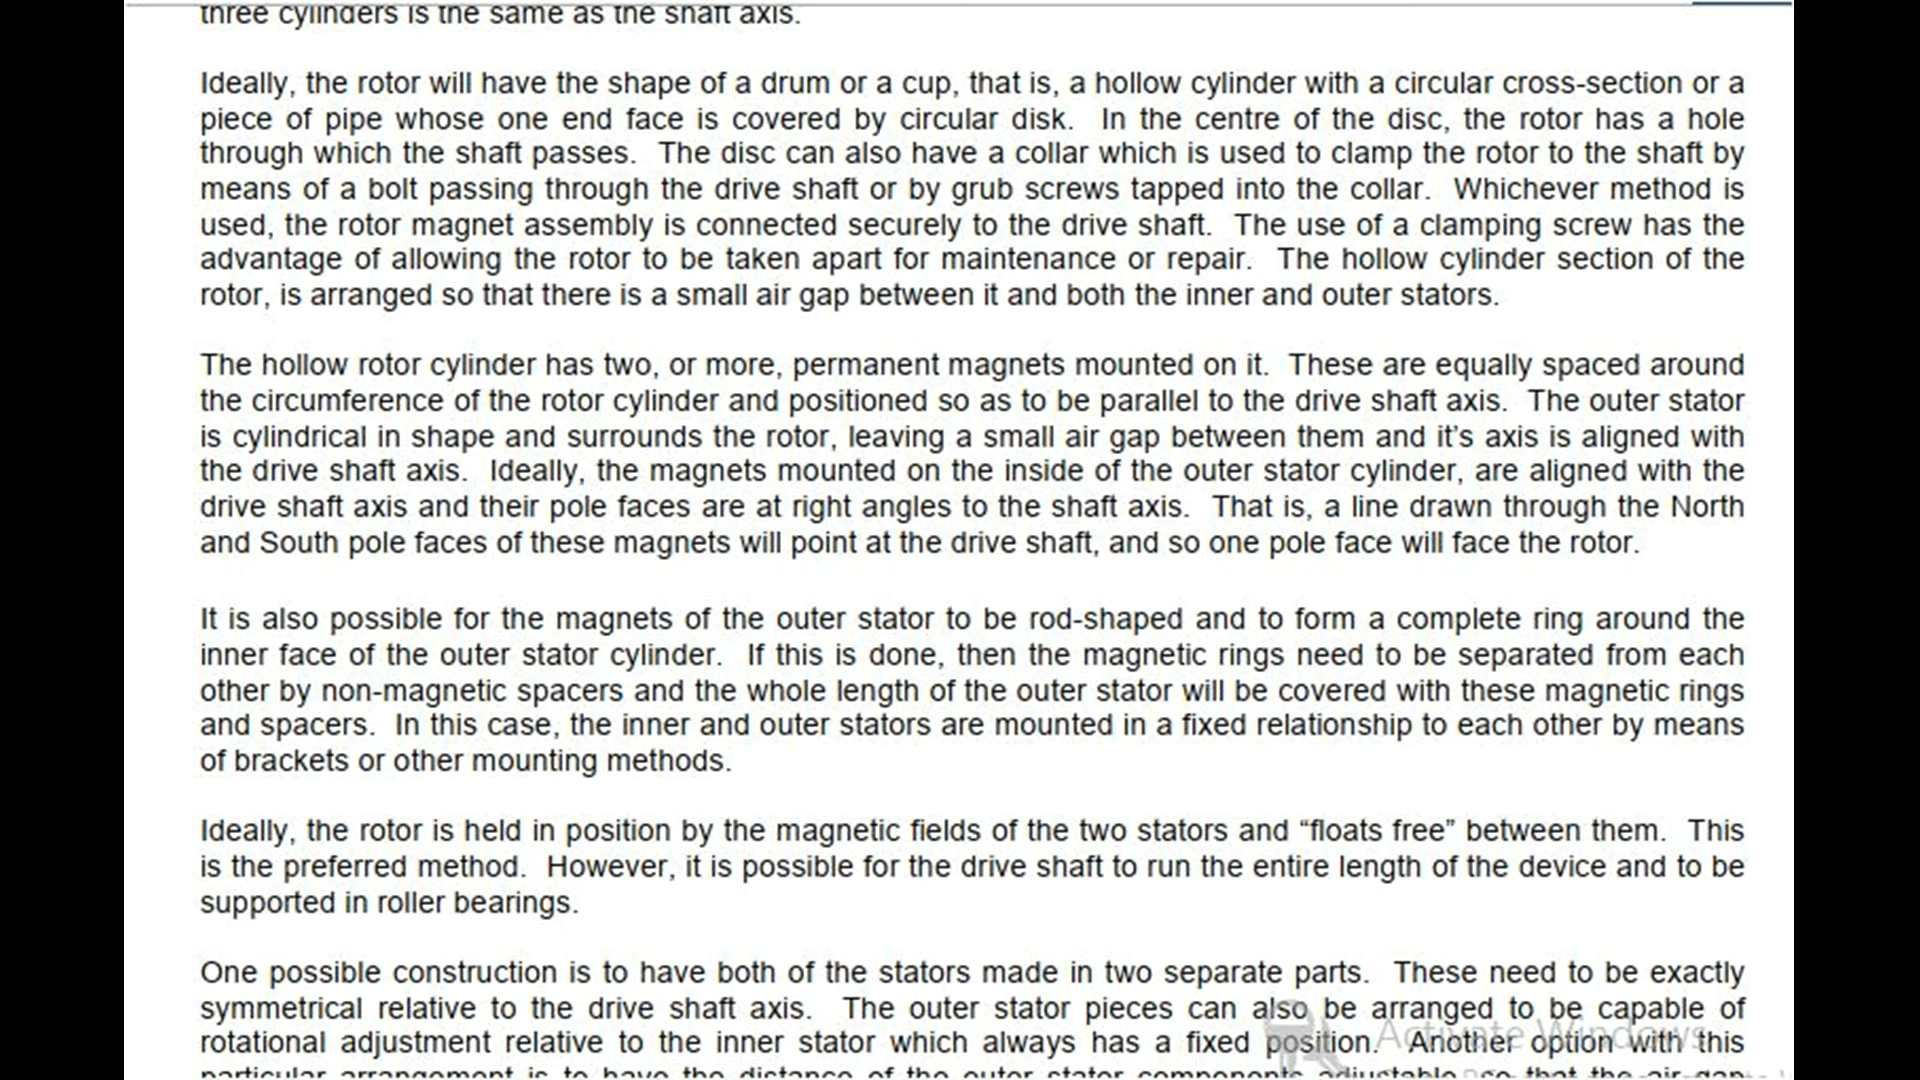 three cylinders is the same as the shaft axis.
Ideally, the rotor will have the shape of a drum or a cup, that is, a hollow cylinder with a circular cross-section or a
piece of pipe whose one end face is covered by circular disk. In the centre of the disc, the rotor has a hole
through which the shaft passes. The disc can also have a collar which is used to clamp the rotor to the shaft by
means of a bolt passing through the drive shaft or by grub screws tapped into the collar. Whichever method is
used, the rotor magnet assembly is connected securely to the drive shaft. The use of a clamping screw has the
advantage of allowing the rotor to be taken apart for maintenance or repair. The hollow cylinder section of the
rotor, is arranged so that there is a small air gap between it and both the inner and outer stators.
The hollow rotor cylinder has two, or more, permanent magnets mounted on it. These are equally spaced around
the circumference of the rotor cylinder and positioned so as to be parallel to the drive shaft axis. The outer stator
is cylindrical in shape and surrounds the rotor, leaving a small air gap between them and it’s axis is aligned with
the drive shaft axis. Ideally, the magnets mounted on the inside of the outer stator cylinder, are aligned with the
drive shaft axis and their pole faces are at right angles to the shaft axis. That is, a line drawn through the North
and South pole faces of these magnets will point at the drive shaft, and so one pole face will face the rotor.
It is also possible for the magnets of the outer stator to be rod-shaped and to form a complete ring around the
inner face of the outer stator cylinder. If this is done, then the magnetic rings need to be separated from each
other by non-magnetic spacers and the whole length of the outer stator will be covered with these magnetic rings
and spacers. In this case, the inner and outer stators are mounted in a fixed relationship to each other by means
of brackets or other mounting methods.
Ideally, the rotor is held in position by the magnetic fields of the two stators and “floats free” between them. This
is the preferred method. However, it is possible for the drive shaft to run the entire length of the device and to be
supported in roller bearings.
One possible construction is to have both of the stators made in two separate parts. These need to be exactly
symmetrical relative to the drive shaft axis. The outer stator pieces can also be arranged to be capable of
rotational adjustment relative to the inner stator which always has a fixed position. Another option with this
particular arrangement is to have the distance of the outer stator components adjustable, so that the air gap
Activate Windows